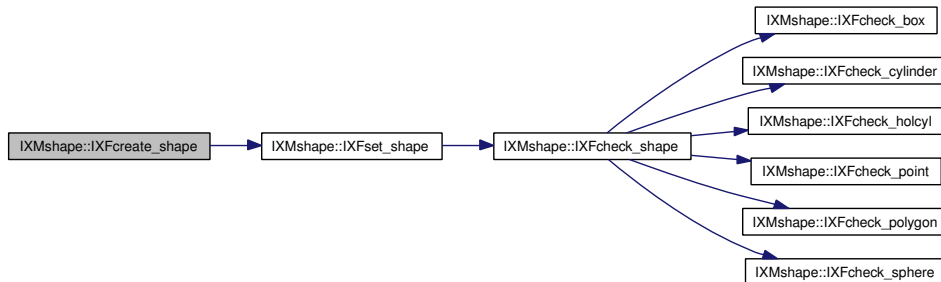 IXMshape::IXFcreate_shape
IXMshape::IXFset_shape
IXMshape::IXFcheck_shape
IXMshape::IXFcheck_box
IXMshape::IXFcheck_cylinder
IXMshape::IXFcheck_holcyl
IXMshape::IXFcheck_point
IXMshape::IXFcheck_polygon
IXMshape::IXFcheck_sphere